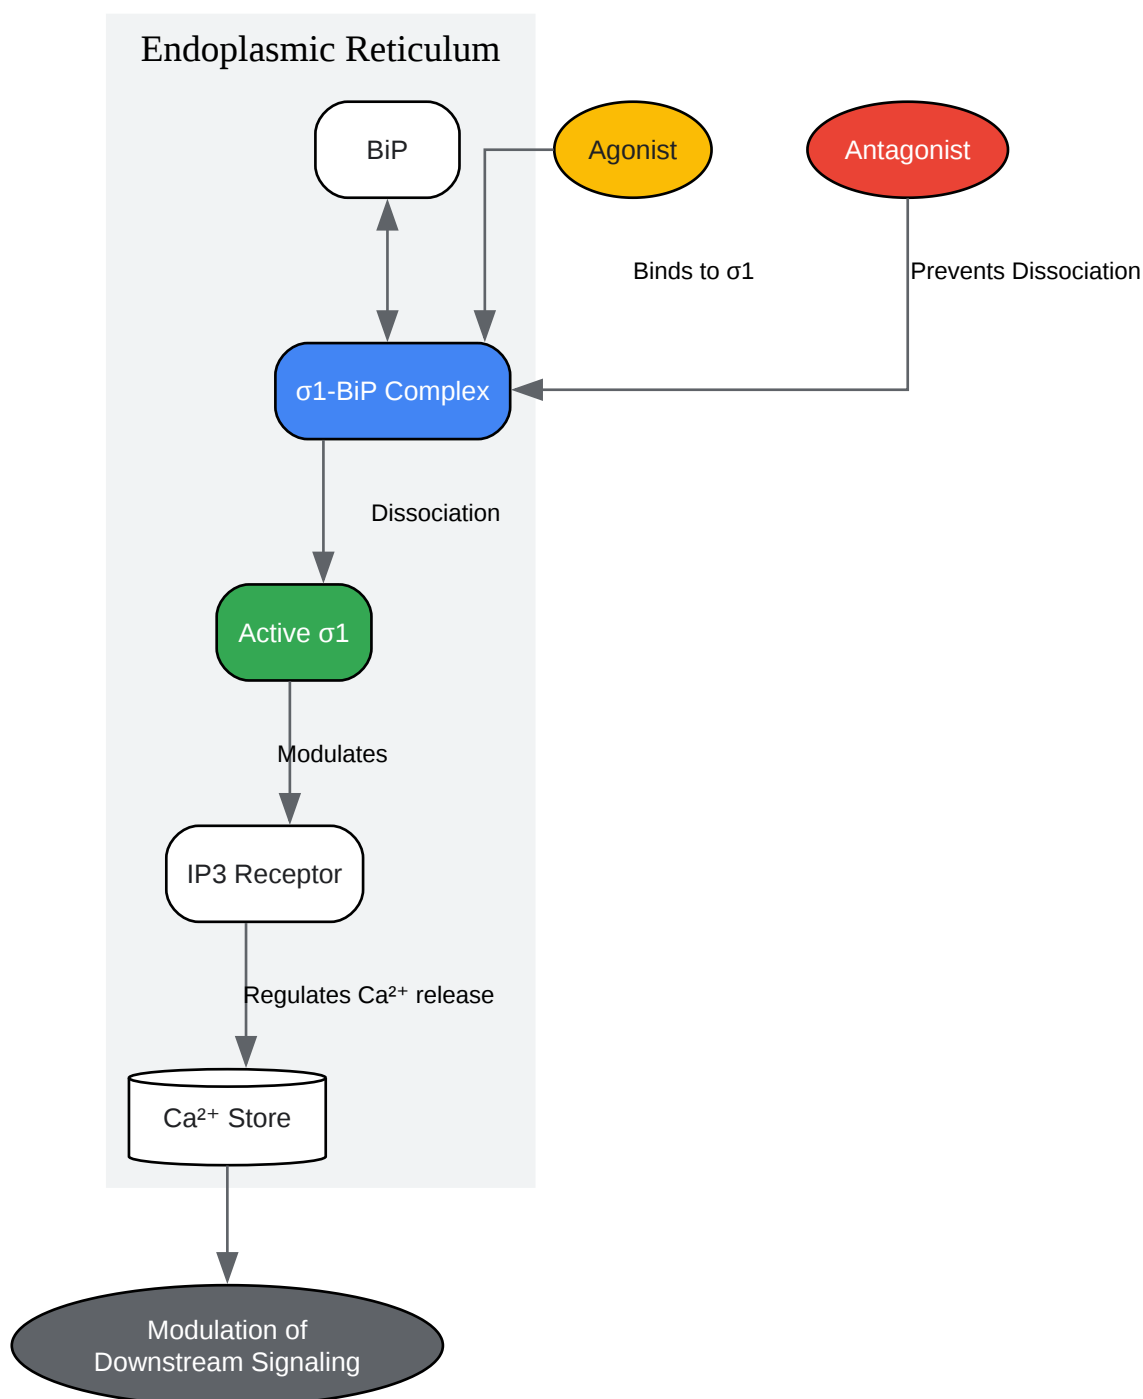 Endoplasmic Reticulum
BiP
Agonist
Antagonist
Binds to σ1
Prevents Dissociation
σ1-BiP Complex
Dissociation
Active σ1
Modulates
IP3 Receptor
Regulates Ca²⁺ release
Ca²⁺ Store
Modulation of
Downstream Signaling